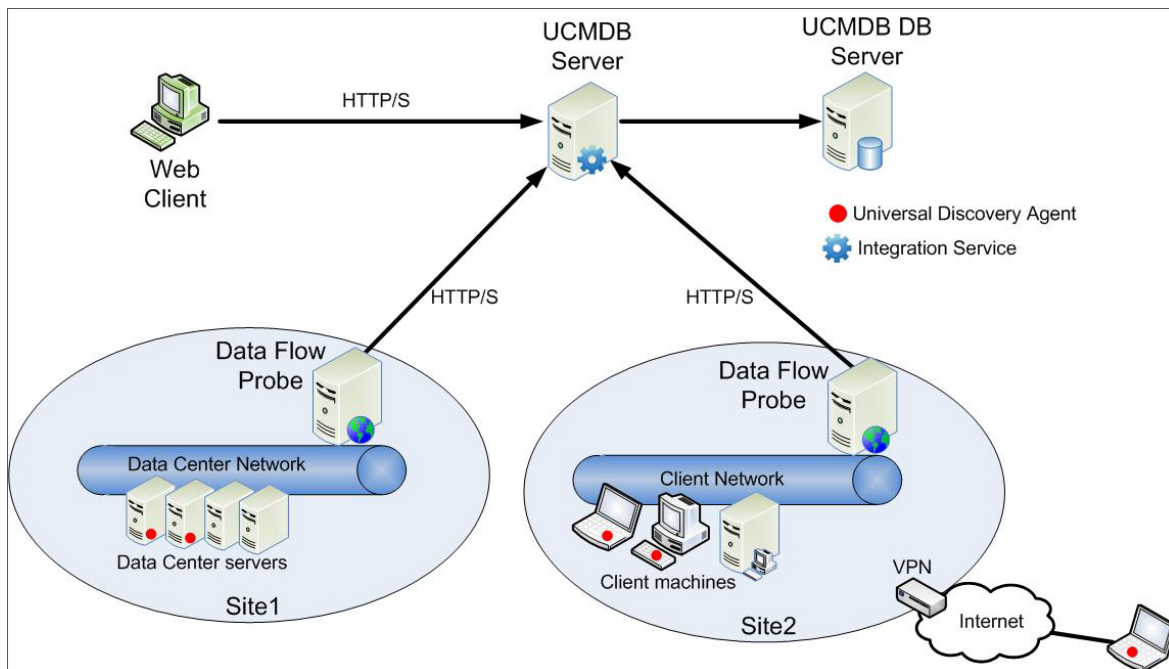 UCMDB
Server
UCMDB DB
Server
HTTP/S
Web
Client
Universal Discovery Agent
Integration Service
HTTP/S
HTTP/S
Data Flow
Probe
Data Flow
Probe
Data Center Network
Client Network
Data Center servers
Client machines
VPN
Site1
Site2
Internet